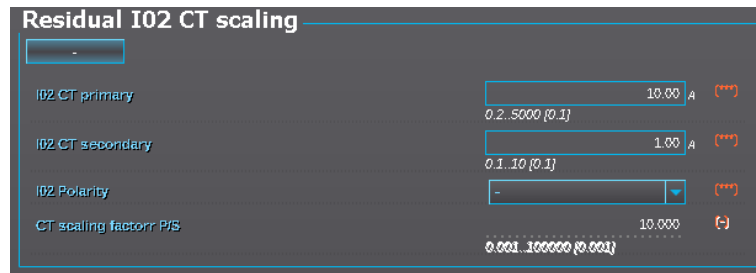 Residual I02 CT scaling
-
I02 CT primary 10.00 A (***)
0.2..5000 [0.1]
I02 CT secondary 1.00 A (***)
0.1..10 [0.1]
I02 Polarity - (***)
CT scaling factorr P/S 10.000 (-)
0.001..100000 [0.001]